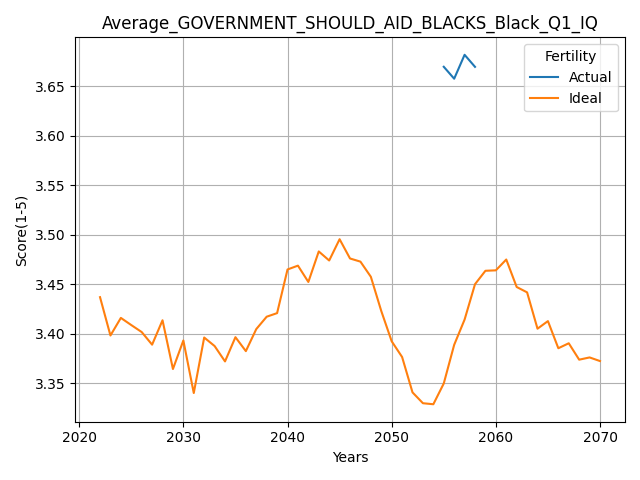 Average_GOVERNMENT_SHOULD_AID_BLACKS_Black_Q1_IQ
Fertility
Actual
Ideal
Score(1-5)
3.65
3.60
3.55
3.50
3.45
3.40
3.35
2020 2030 2040 2050 2060 2070
Years